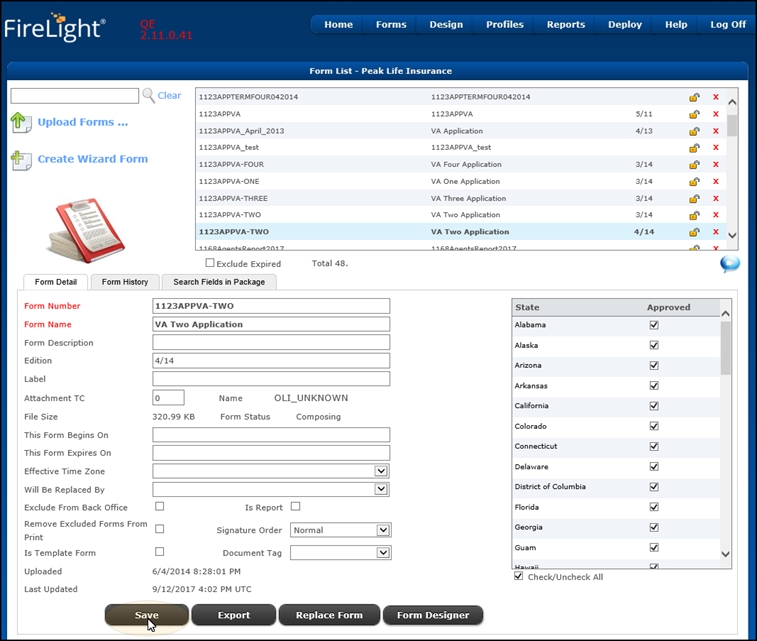 FireLight®
QE
2.11.0.41
Home Forms Design Profiles Reports Deploy Help Log Off
Form List - Peak Life Insurance
Clear
Upload Forms ...
Create Wizard Form
1123APPTERMFOUR042014 1123APPTERMFOUR042014 X
1123APPVA 1123APPVA 5/11 X
1123APPVA_April_2013 VA Application 4/13 X
1123APPVA_test 1123APPVA_test X
1123APPVA-FOUR VA Four Application 3/14 X
1123APPVA-ONE VA One Application 3/14 X
1123APPVA-THREE VA Three Application 3/14 X
1123APPVA-TWO VA Two Application 3/14 X
1123APPVA-TWO VA Two Application 4/14 X
1168AgentsReport2017 1168AgentsReport2017 X
Exclude Expired Total 48.
Form Detail Form History Search Fields in Package
Form Number 1123APPVA-TWO
Form Name VA Two Application
Form Description
Edition 4/14
Label
Attachment TC 0 Name OLI_UNKNOWN
File Size 320.99 KB Form Status Composing
This Form Begins On
This Form Expires On
Effective Time Zone
Will Be Replaced By
Exclude From Back Office Is Report
Remove Excluded Forms From
Print Signature Order Normal
Is Template Form Document Tag
Uploaded 6/4/2014 8:28:01 PM
Last Updated 9/12/2017 4:02 PM UTC
State Approved
Alabama
Alaska
Arizona
Arkansas
California
Colorado
Connecticut
Delaware
District of Columbia
Florida
Georgia
Guam
Hawaii
Check/Uncheck All
Save Export Replace Form Form Designer